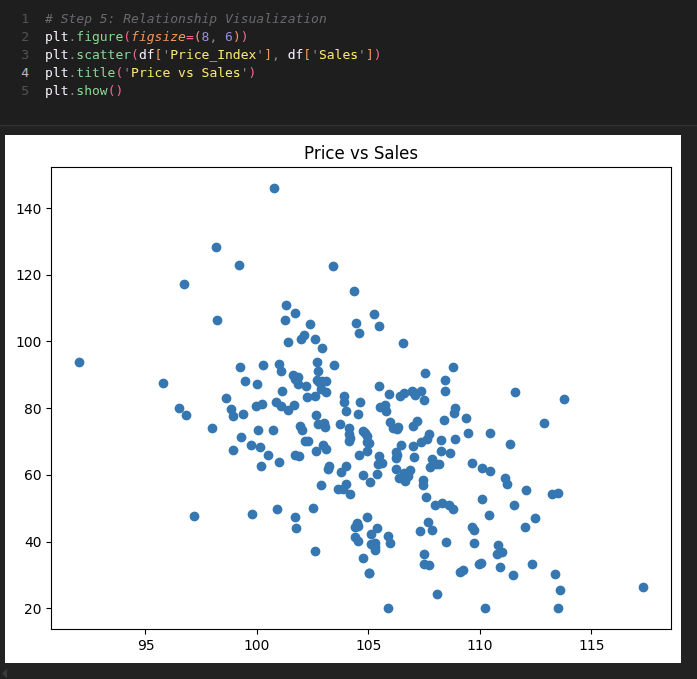 1 # Step 5: Relationship Visualization
2 plt.figure(figsize=(8, 6))
3 plt.scatter(df['Price_Index'], df['Sales'])
4 plt.title('Price vs Sales')
5 plt.show()
Price vs Sales
140
120
100
80
60
40
20
95 100 105 110 115